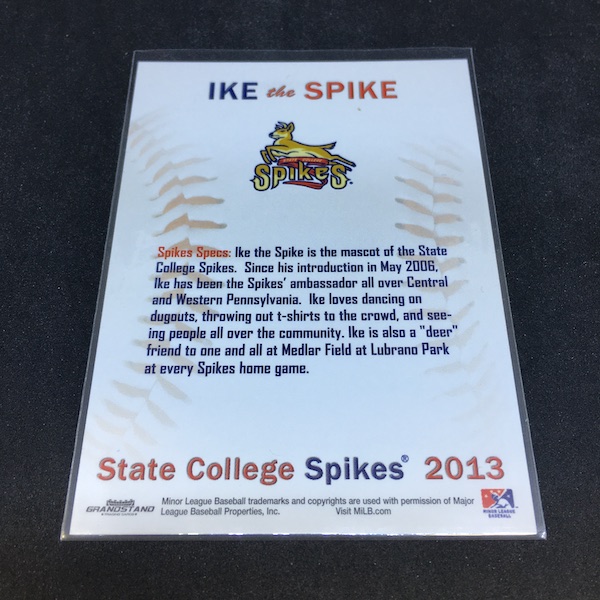 IKE the SPIKE
STATE COLLEGE
SPIKES
Spikes Specs: Ike the Spike is the mascot of the State
College Spikes. Since his introduction in May 2006,
Ike has been the Spikes' ambassador all over Central
and Western Pennsylvania. Ike loves dancing on
dugouts, throwing out t-shirts to the crowd, and see-
ing people all over the community. Ike is also a "deer"
friend to one and all at Medlar Field at Lubrano Park
at every Spikes home game.
State College Spikes® 2013
GRANDSTAND
Minor League Baseball trademarks and copyrights are used with permission of Major
League Baseball Properties, Inc. Visit MiLB.com
MINOR LEAGUE
BASEBALL